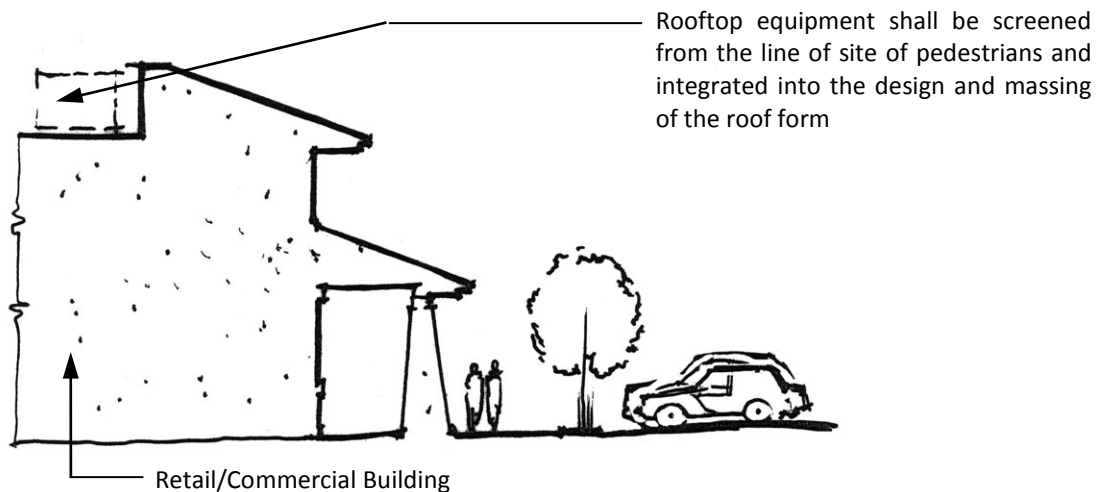 Rooftop equipment shall be screened
from the line of site of pedestrians and
integrated into the design and massing
of the roof form
Retail/Commercial Building